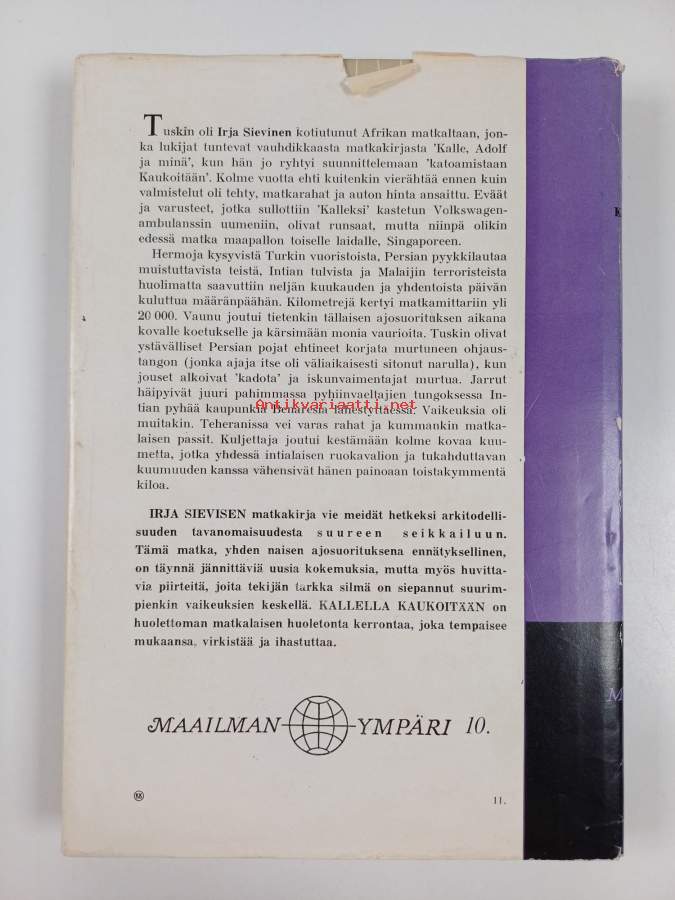 Tuskin oli Irja Sievinen kotiutunut Afrikan matkaltaan, jon-
ka lukijat tuntevat vauhdikkaasta matkakirjasta 'Kalle, Adolf
ja minä', kun hän jo ryhtyi suunnittelemaan 'katoamistaan
Kaukoitään'. Kolme vuotta ehti kuitenkin vierähtää ennen kuin
valmistelut oli tehty, matkarahat ja auton hinta ansaittu. Eväät
ja varusteet, jotka sullottiin 'Kalleksi' kastetun Volkswagen-
ambulanssin uumeniin, olivat runsaat, mutta niinpä olikin
edessä matka maapallon toiselle laidalle, Singaporeen.
Hermoja kysyvistä Turkin vuoristoista, Persian pyykkilautaa
muistuttavista teistä, Intian tulvista ja Malaijin terroristeista
huolimatta saavuttiin neljän kuukauden ja yhdentoista päivän
kuluttua määränpäähän. Kilometrejä kertyi matkamittariin yli
20 000. Vaunu joutui tietenkin tällaisen ajosuorituksen aikana
kovalle koetukselle ja kärsimään monia vaurioita. Tuskin olivat
ystävälliset Persian pojat ehtineet korjata murtuneen ohjaus-
tangon (jonka ajaja itse oli väliaikaisesti sitonut narulla), kun
jouset alkoivat 'kadota' ja iskunvaimentajat murtua. Jarrut
häipyivät juuri pahimmassa pyhiinvaeltajien tungoksessa In-
tian pyhää kaupunkia Benaresia lähestyttäessä. Vaikeuksia oli
Antikvariaatti.net
muitakin. Teheranissa vei varas rahat ja kummankin matka-
laisen passit. Kuljettaja joutui kestämään kolme kovaa kuu-
metta, jotka yhdessä intialaisen ruokavalion ja tukahduttavan
kuumuuden kanssa vähensivät hänen painoaan toistakymmentä
kiloa.
IRJA SIEVISEN matkakirja vie meidät hetkeksi arkitodelli-
suuden tavanomaisuudesta suureen seikkailuun.
Tämä matka, yhden naisen ajosuorituksena ennätyksellinen,
on täynnä jännittäviä uusia kokemuksia, mutta myös huvitta-
via piirteitä, joita tekijän tarkka silmä on siepannut suurim-
pienkin vaikeuksien keskellä. KALLELLA KAUKOITÄÄN on
huolettoman matkalaisen huoletonta kerrontaa, joka tempaisee
mukaansa, virkistää ja ihastuttaa.
MAAILMAN YMPÄRI 10.
KK
11.
K
M